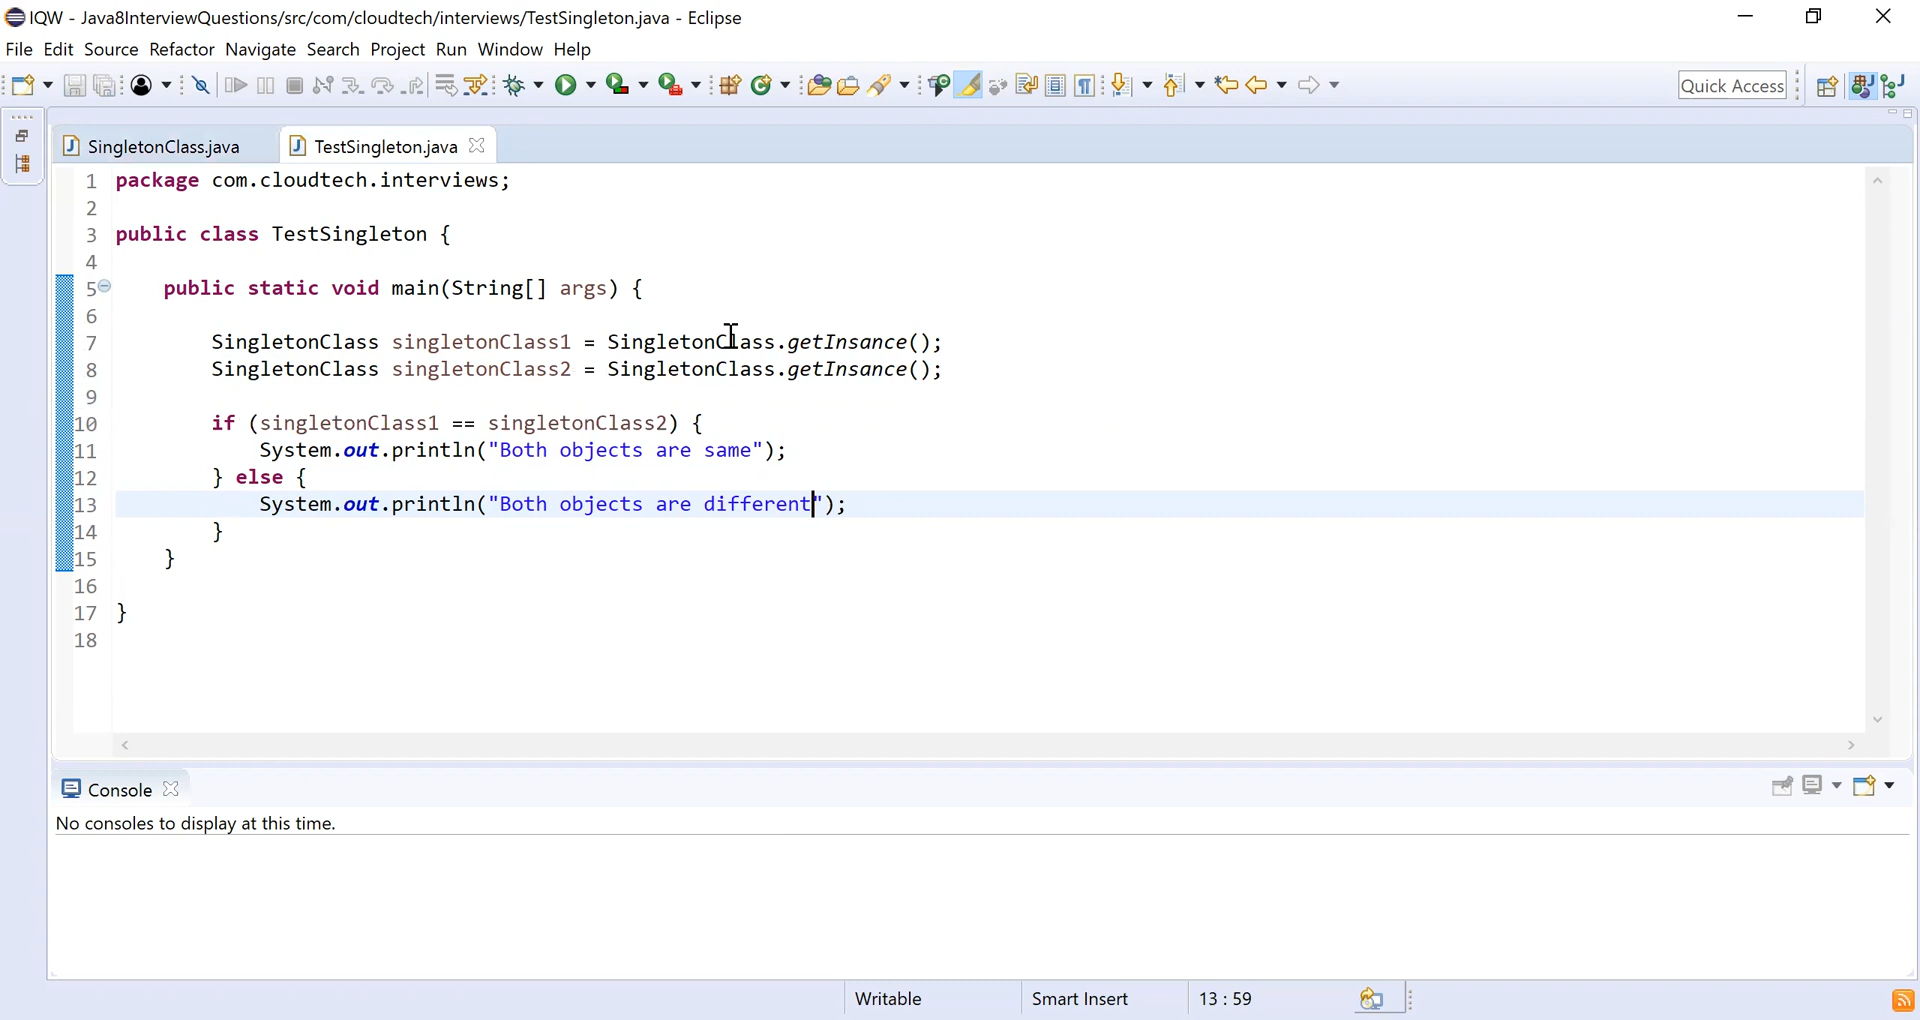 IQW - Java8InterviewQuestions/src/com/cloudtech/interviews/TestSingleton.java - Eclipse
File Edit Source Refactor Navigate Search Project Run Window Help
Quick Access
SingletonClass.java TestSingleton.java
1 package com.cloudtech.interviews;
2
3 public class TestSingleton {
4
5 public static void main(String[] args) {
6
7 SingletonClass singletonClass1 = SingletonClass.getInsance();
8 SingletonClass singletonClass2 = SingletonClass.getInsance();
9
10 if (singletonClass1 == singletonClass2) {
11 System.out.println("Both objects are same");
12 } else {
13 System.out.println("Both objects are different");
14 }
15 }
16
17 }
18
Console
No consoles to display at this time.
Writable Smart Insert 13 : 59